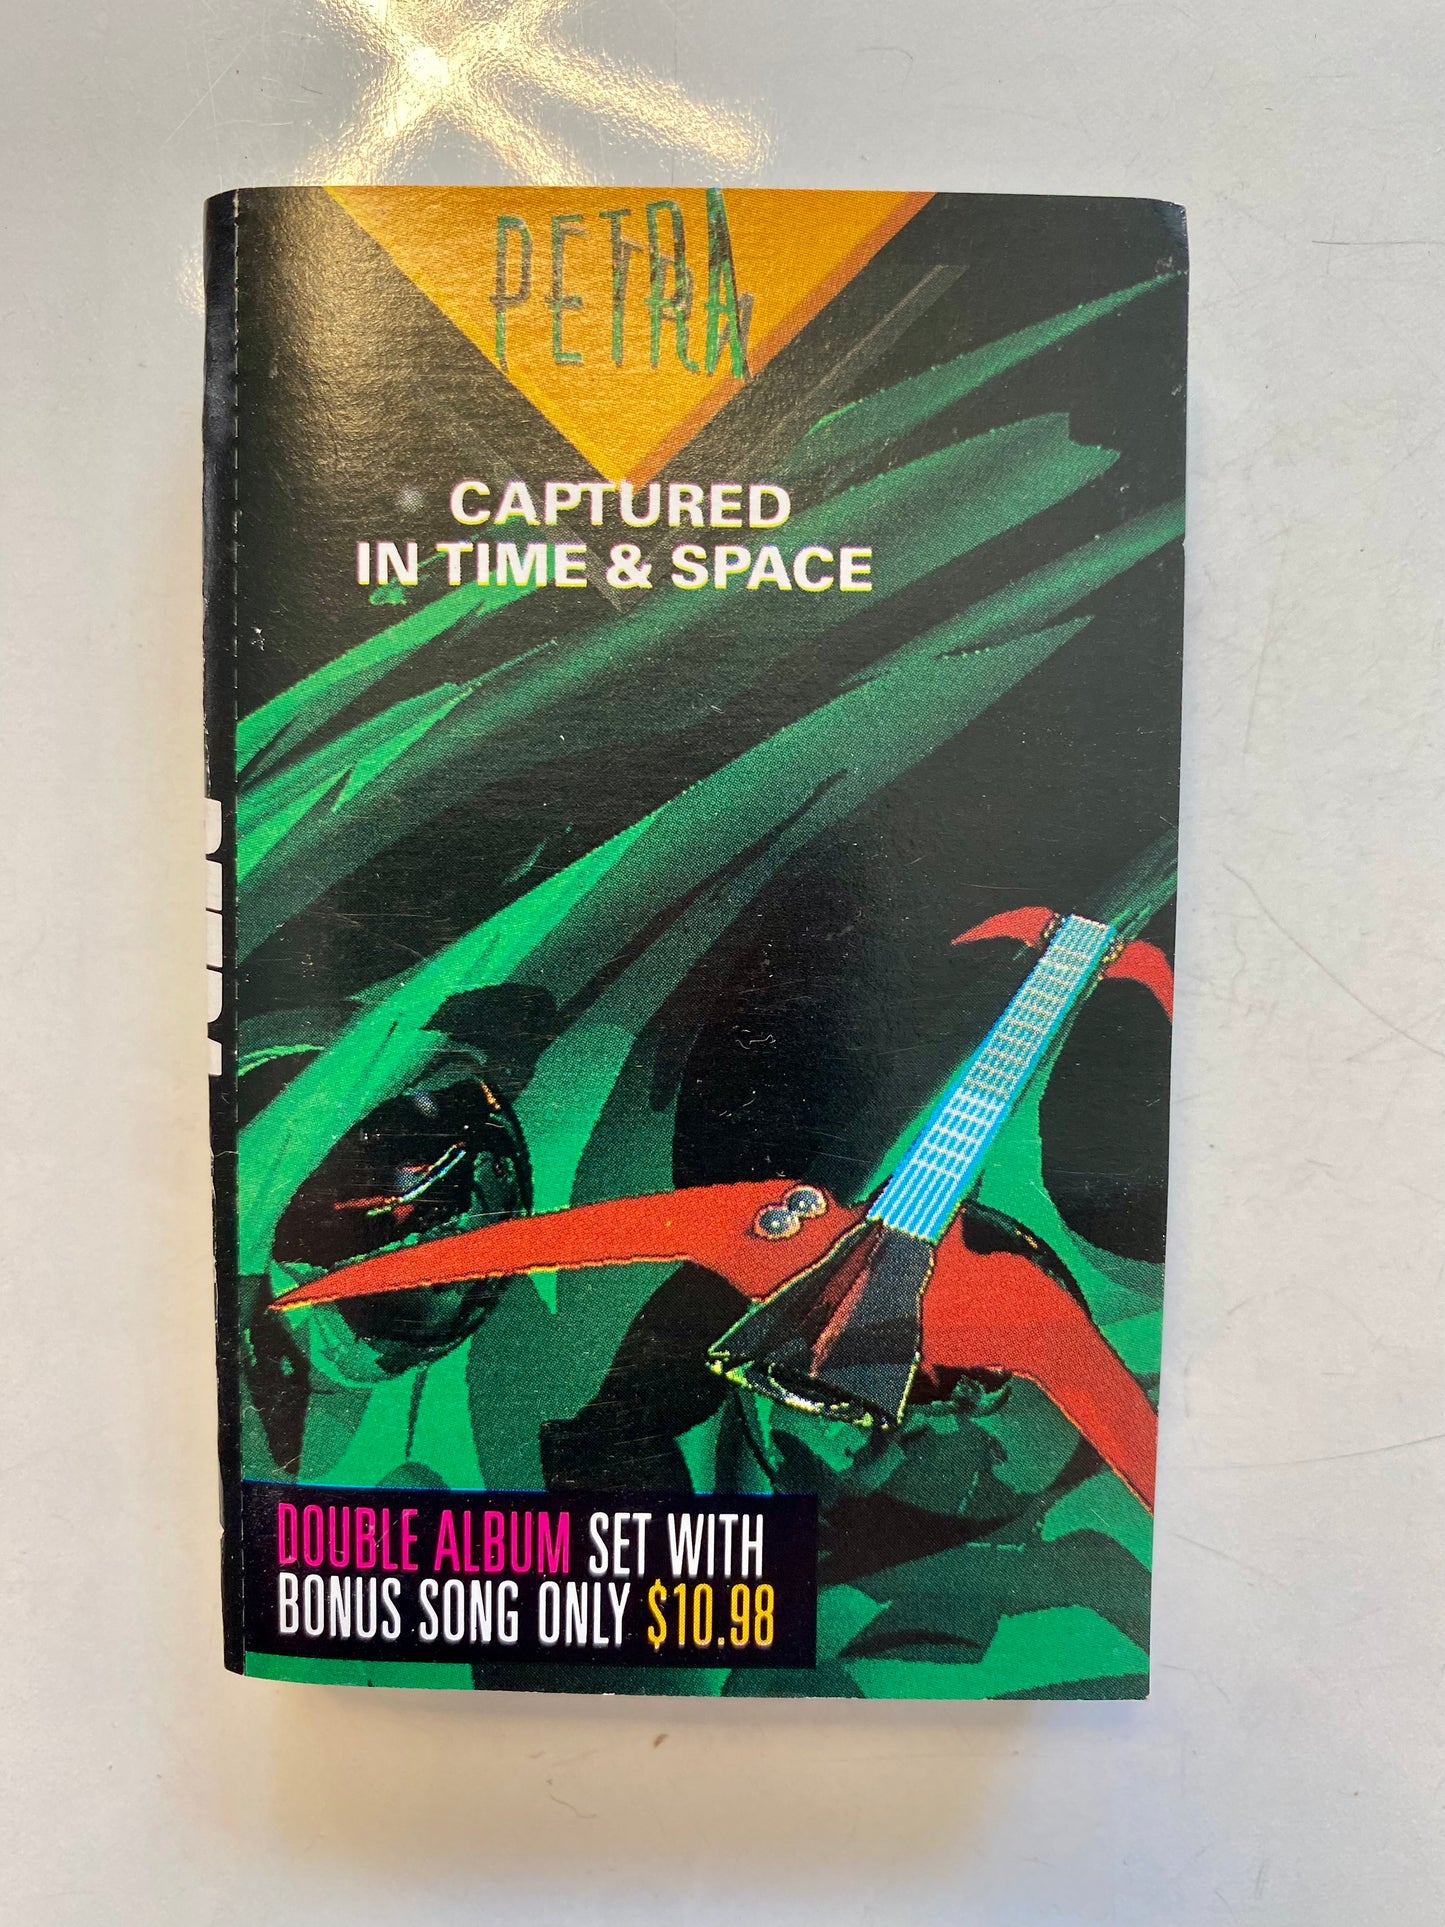 PETRA
CAPTURED
IN TIME & SPACE
DOUBLE ALBUM SET WITH
BONUS SONG ONLY $10.98